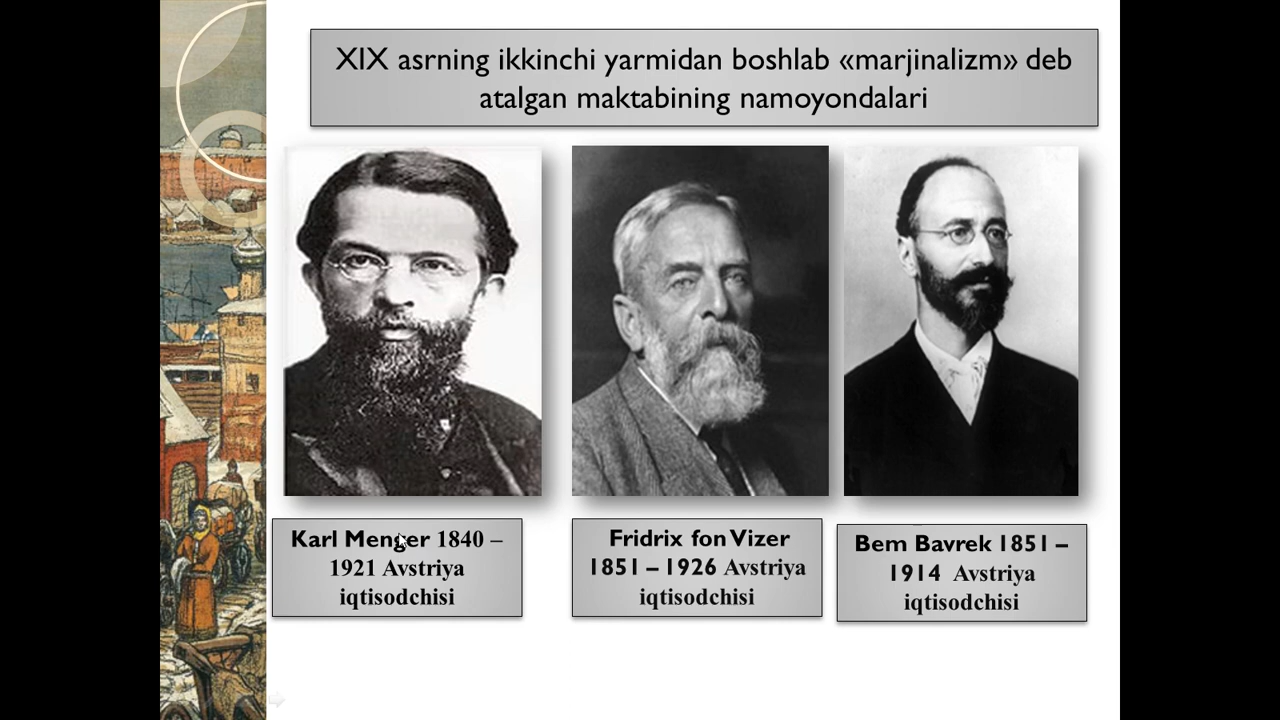 XIX asrning ikkinchi yarmidan boshlab «marjinalizm» deb
atalgan maktabining namoyondalari
Karl Menger 1840 –
1921 Avstriya
iqtisodchisi
Fridrix fon Vizer
1851 – 1926 Avstriya
iqtisodchisi
Bem Bavrek 1851 –
1914 Avstriya
iqtisodchisi